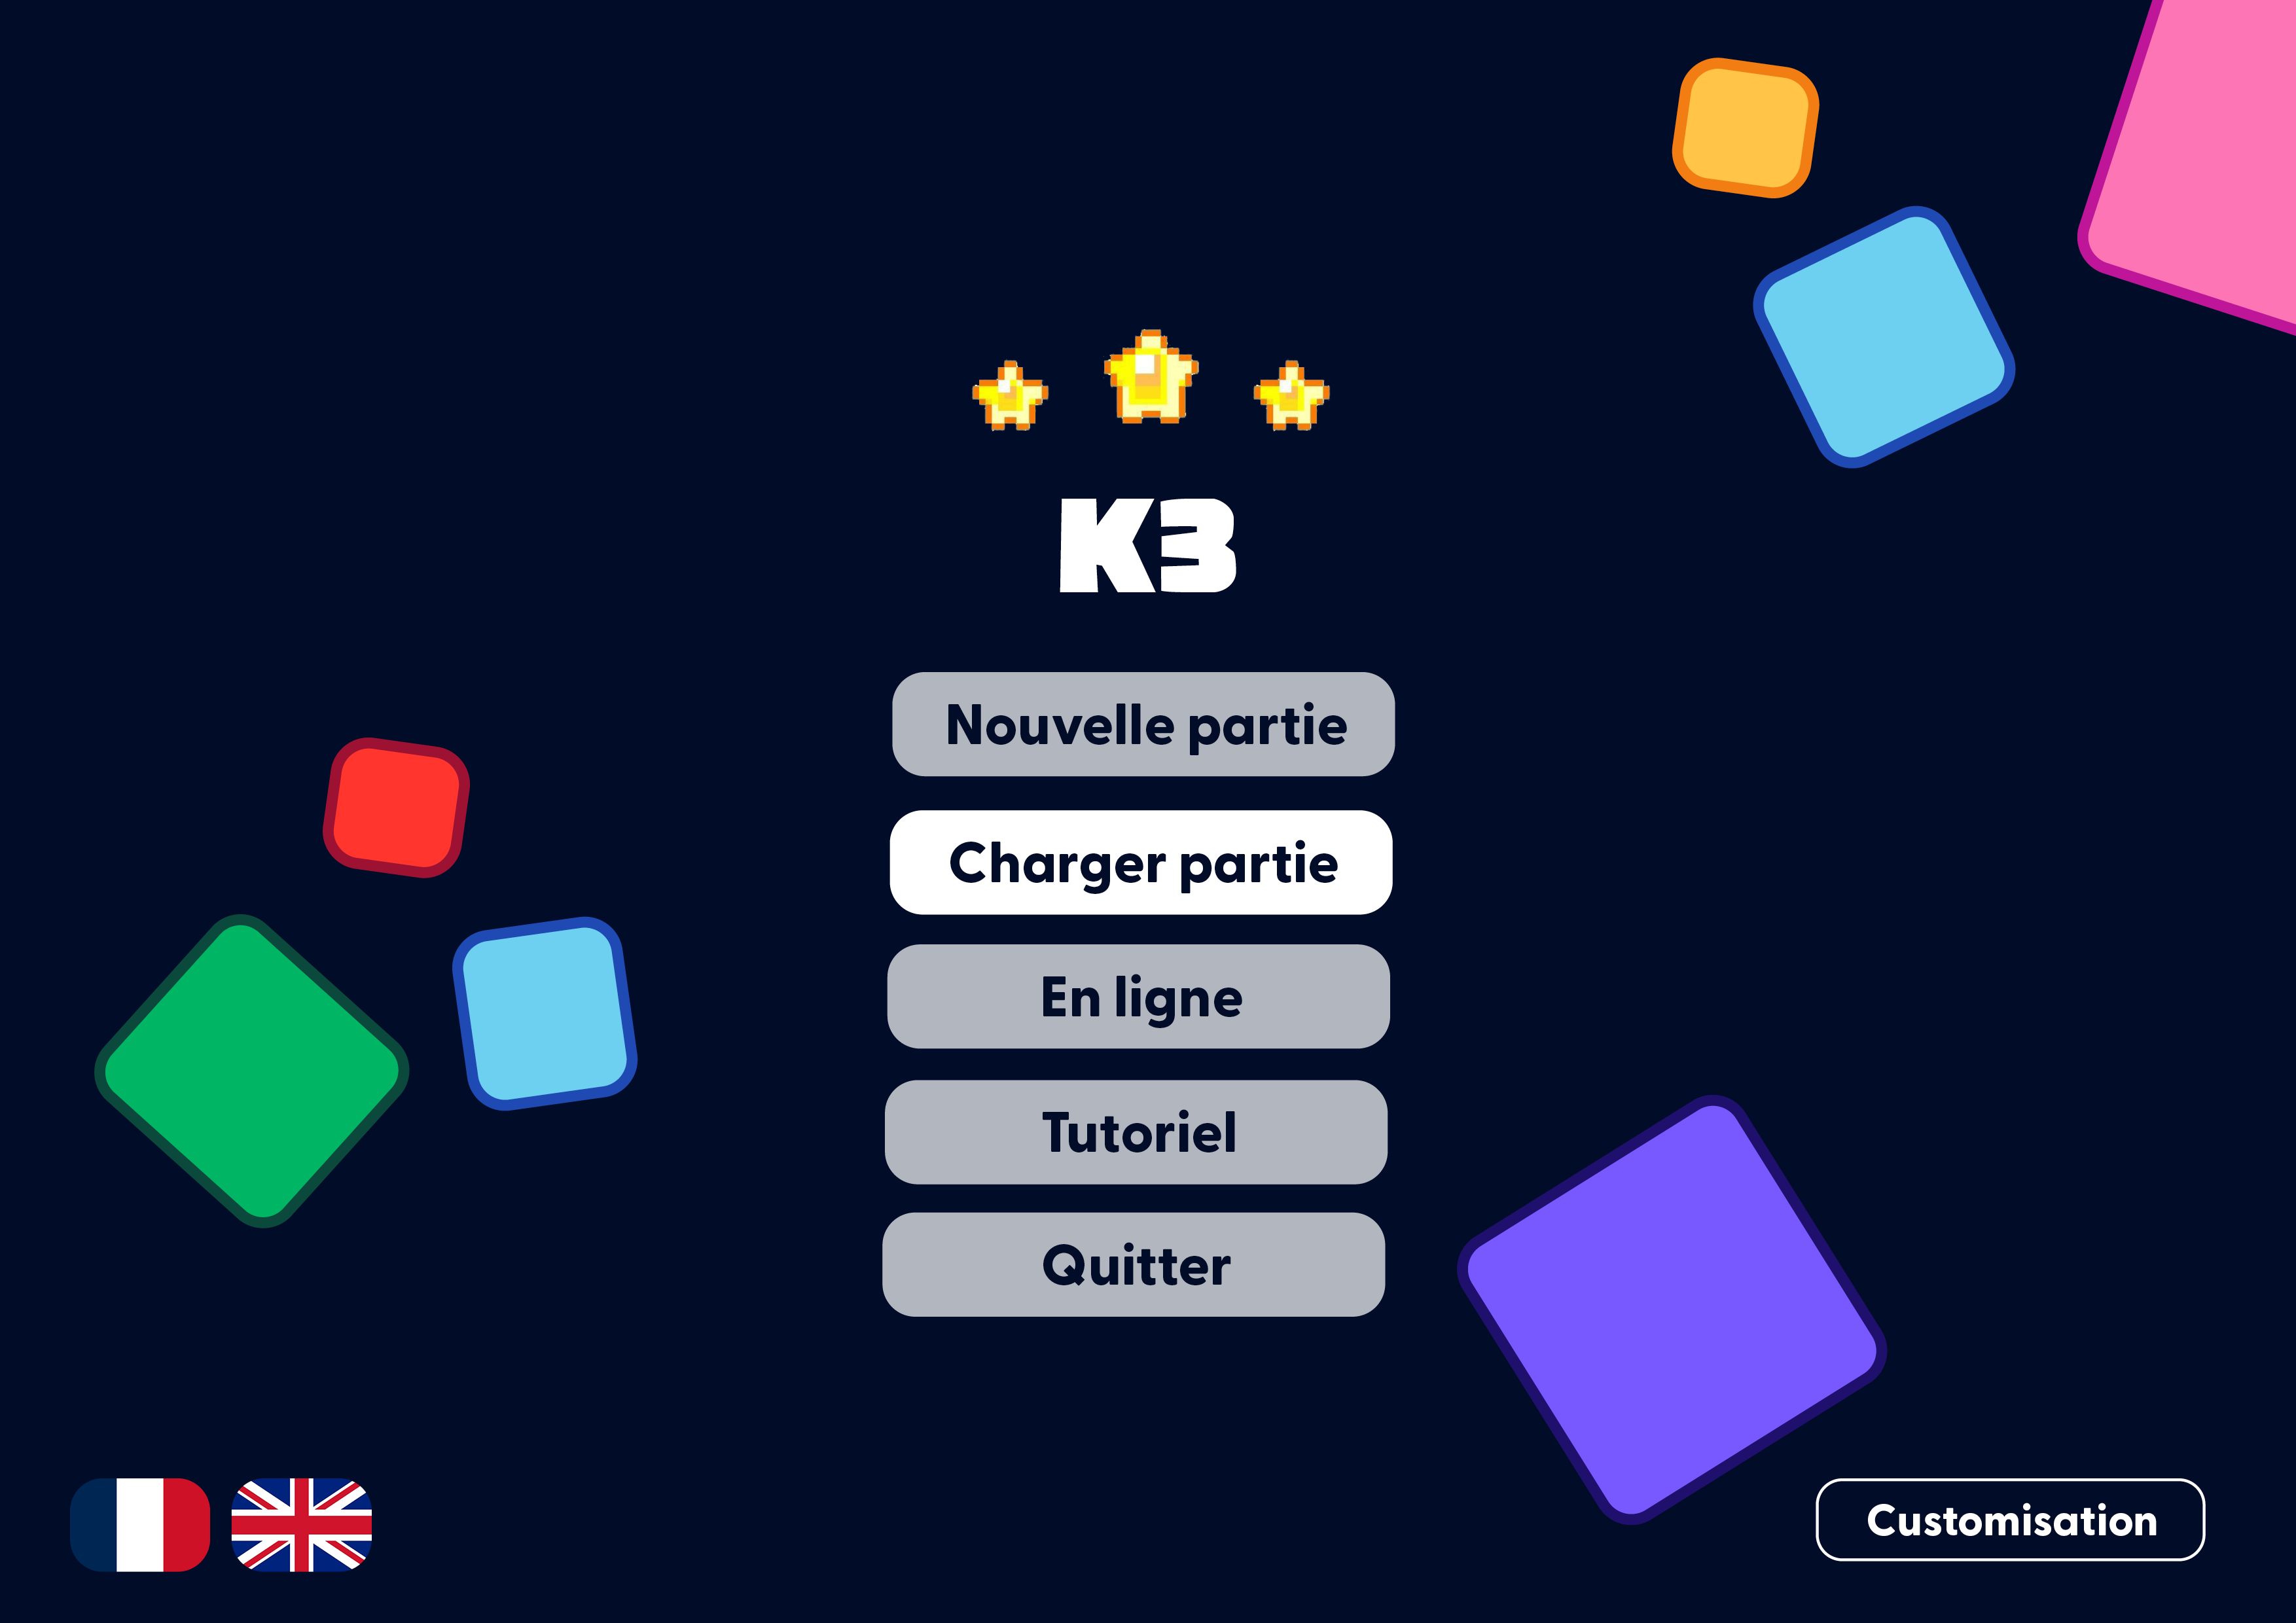 K3
Nouvelle partie
Charger partie
En ligne
Tutoriel
Quitter
Customisation